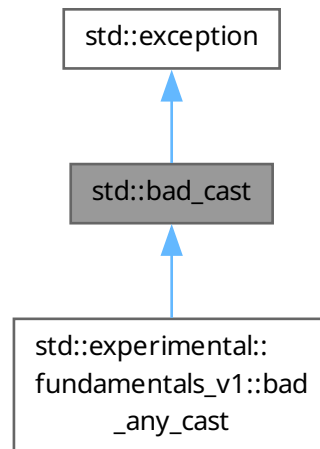 std::exception
std::bad_cast
std::experimental::
fundamentals_v1::bad
_any_cast